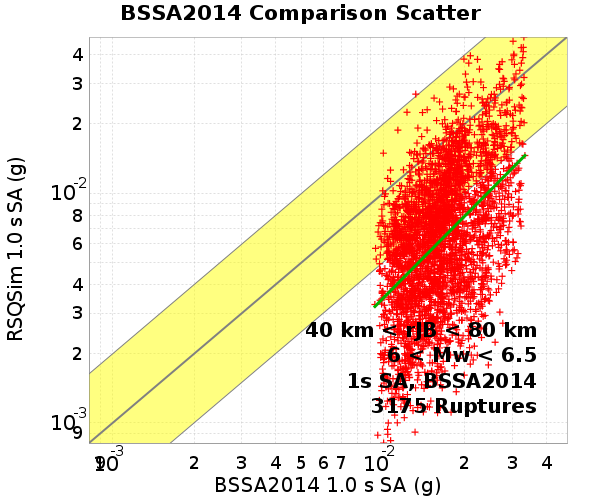 BSSA2014 Comparison Scatter
RSQSim 1.0 s SA (g)
4
3
2
10-2
8
6
4
3
2
10-3
9
40 km < rJB < 80 km
6 < Mw < 6.5
1s SA, BSSA2014
3175 Ruptures
9 10-3 2 3 4 5 6 7 10-2 2 3 4
BSSA2014 1.0 s SA (g)